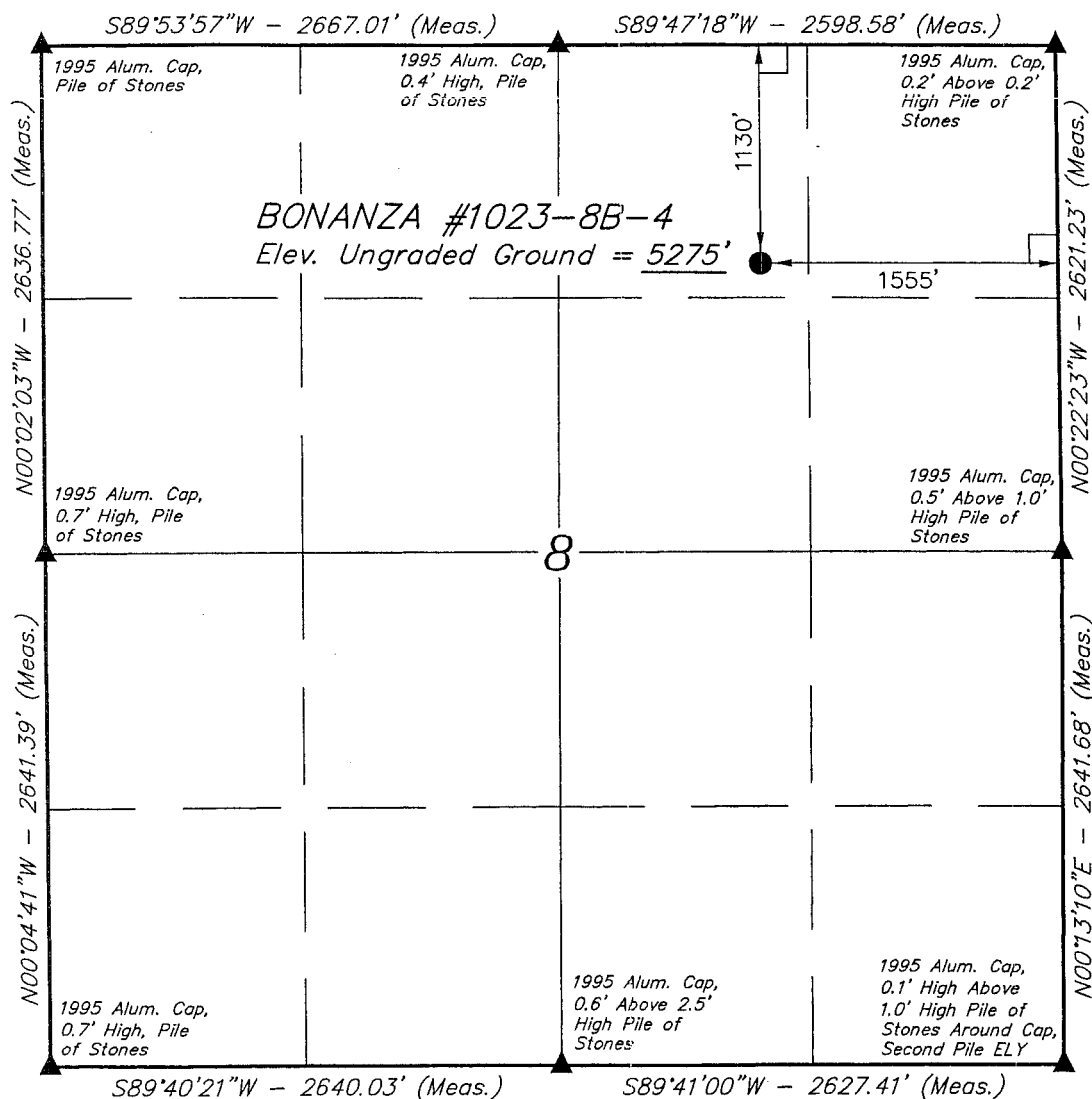 S89°53'57"W - 2667.01' (Meas.)
S89°47'18"W - 2598.58' (Meas.)
1995 Alum. Cap,
Pile of Stones
1995 Alum. Cap,
0.4' High, Pile
of Stones
1995 Alum. Cap,
0.2' Above 0.2'
High Pile of
Stones
N00°02'03"W - 2636.77' (Meas.)
1130'
N00°22'23"W - 2621.23' (Meas.)
BONANZA #1023-8B-4
Elev. Ungraded Ground = 5275'
1555'
1995 Alum. Cap,
0.7' High, Pile
of Stones
1995 Alum. Cap,
0.5' Above 1.0'
High Pile of
Stones
8
N00°04'41"W - 2641.39' (Meas.)
N00°13'10"E - 2641.68' (Meas.)
1995 Alum. Cap,
0.7' High, Pile
of Stones
1995 Alum. Cap,
0.6' Above 2.5'
High Pile of
Stones
1995 Alum. Cap,
0.1' High Above
1.0' High Pile of
Stones Around Cap,
Second Pile ELY
S89°40'21"W - 2640.03' (Meas.)
S89°41'00"W - 2627.41' (Meas.)